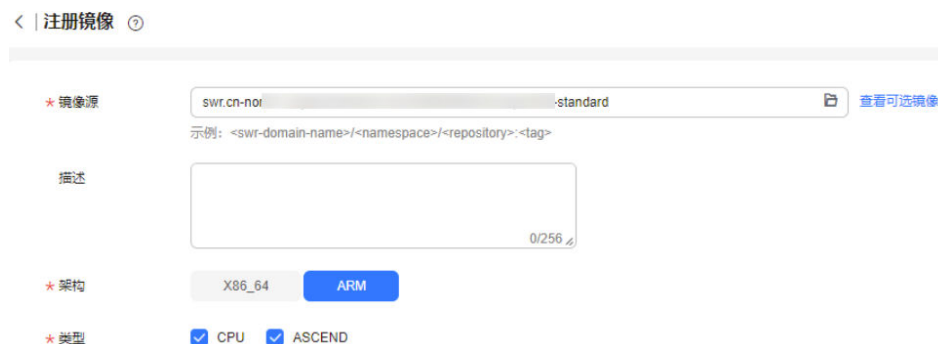 注册镜像
* 镜像源 swr.cn-nor -standard 查看可选镜像
示例：<swr-domain-name>/<namespace>/<repository>:<tag>
描述
0/256
* 架构 X86_64 ARM
* 类型 CPU ASCEND